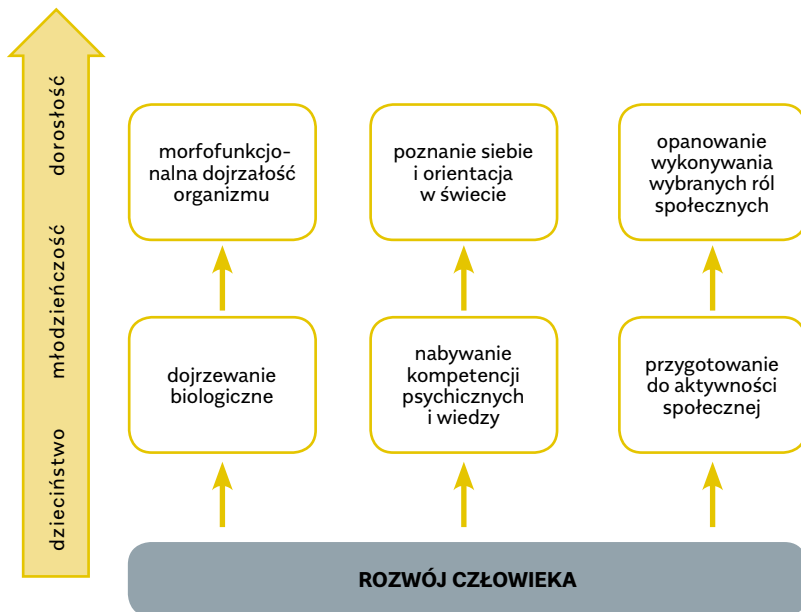 dorosłość
młodzieńczość
dzieciństwo
morfofunkcjo-
nalna dojrzałość
organizmu
poznanie siebie
i orientacja
w świecie
opanowanie
wykonywania
wybranych ról
społecznych
dojrzewanie
biologiczne
nabywanie
kompetencji
psychicznych
i wiedzy
przygotowanie
do aktywności
społecznej
ROZWÓJ CZŁOWIEKA